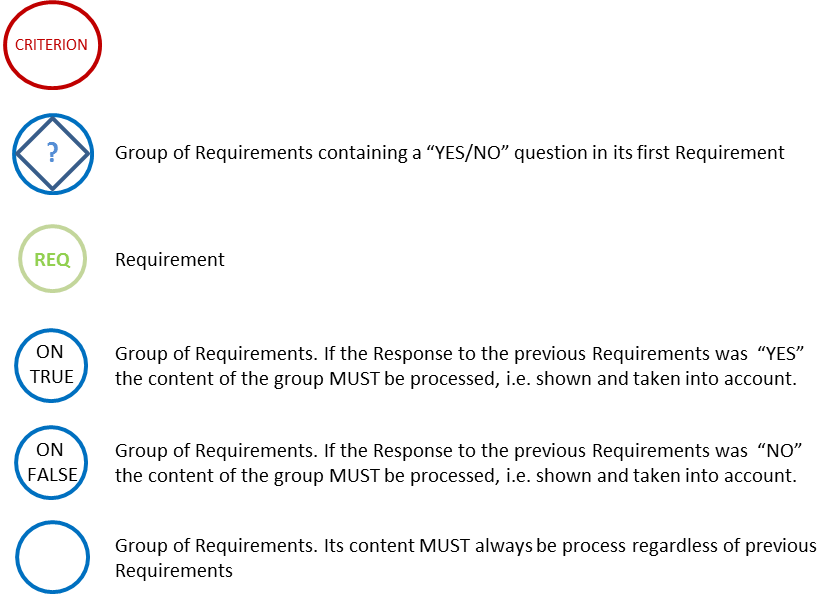 CRITERION
?
Group of Requirements containing a “YES/NO” question in its first Requirement
REQ
Requirement
ON
TRUE
Group of Requirements. If the Response to the previous Requirements was “YES”
the content of the group MUST be processed, i.e. shown and taken into account.
ON
FALSE
Group of Requirements. If the Response to the previous Requirements was “NO”
the content of the group MUST be processed, i.e. shown and taken into account.
Group of Requirements. Its content MUST always be process regardless of previous
Requirements